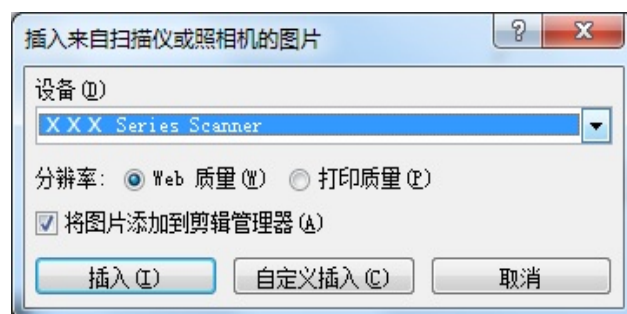 插入来自扫描仪或照相机的图片
设备(D)
XXX Series Scanner
分辨率: Web 质量(W) 打印质量(P)
将图片添加到剪辑管理器(A)
插入(I) 自定义插入(C) 取消